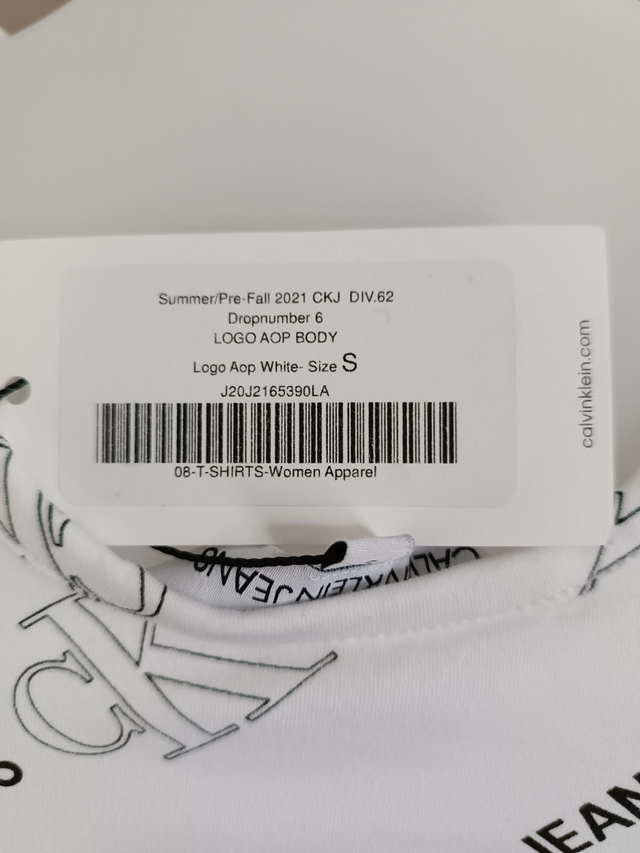 Summer/Pre-Fall 2021 CKJ DIV.62
Dropnumber 6
LOGO AOP BODY
Logo Aop White- Size S
J20J2165390LA
08-T-SHIRTS-Women Apparel
calvinklein.com
CALVIN KLEIN JEANS
CK
JEAN